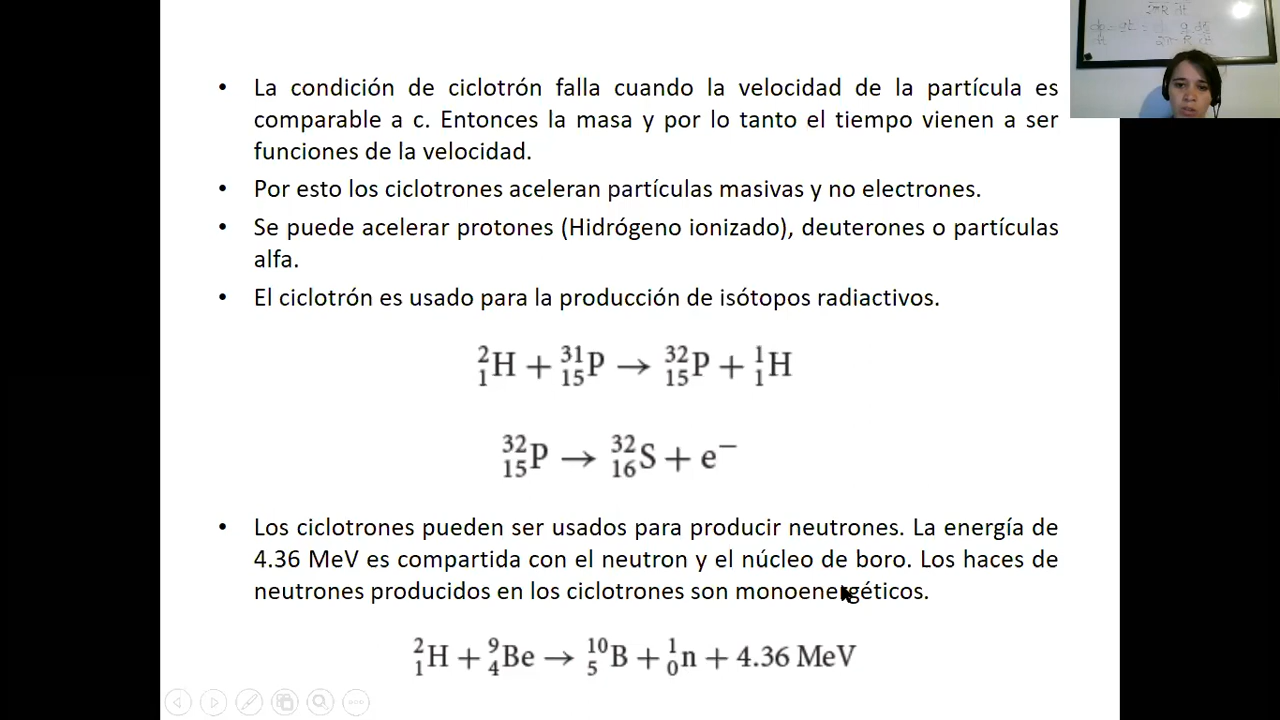 • La condición de ciclotrón falla cuando la velocidad de la partícula es
comparable a c. Entonces la masa y por lo tanto el tiempo vienen a ser
funciones de la velocidad.
• Por esto los ciclotrones aceleran partículas masivas y no electrones.
• Se puede acelerar protones (Hidrógeno ionizado), deuterones o partículas
alfa.
• El ciclotrón es usado para la producción de isótopos radiactivos.
²₁H + ³¹₁₅P → ³²₁₅P + ¹₁H
³²₁₅P → ³²₁₆S + e⁻
• Los ciclotrones pueden ser usados para producir neutrones. La energía de
4.36 MeV es compartida con el neutron y el núcleo de boro. Los haces de
neutrones producidos en los ciclotrones son monoenergéticos.
²₁H + ⁹₄Be → ¹⁰₅B + ¹₀n + 4.36 MeV